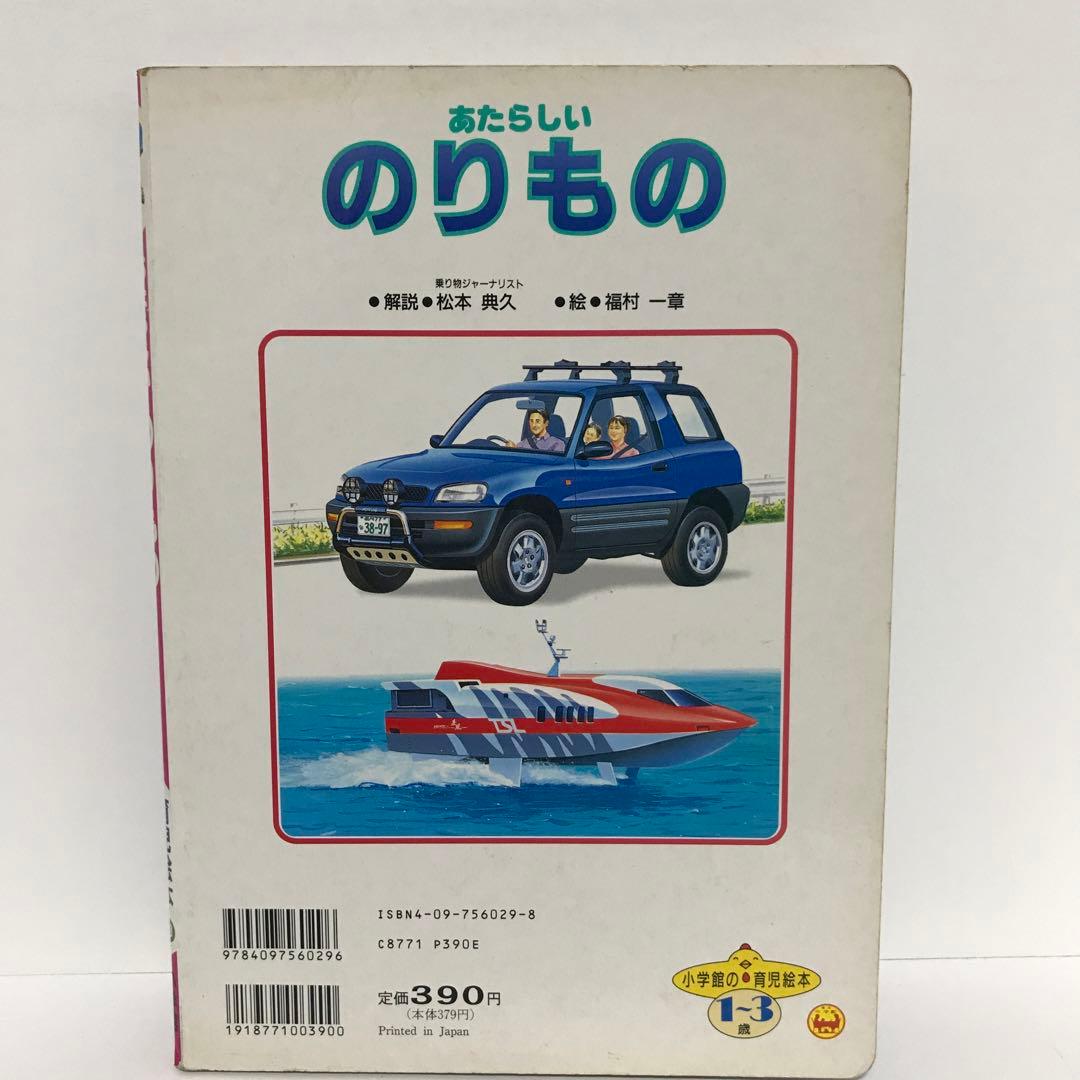 あたらしい
のりもの
乗り物ジャーナリスト
●解説●松本 典久 ●絵●福村 一章
38-97
TSL
ISBN4-09-756029-8
C8771 P390E
9784097560296
定価390円
(本体379円)
Printed in Japan
1918771003900
小学館の育児絵本
1~3
歳